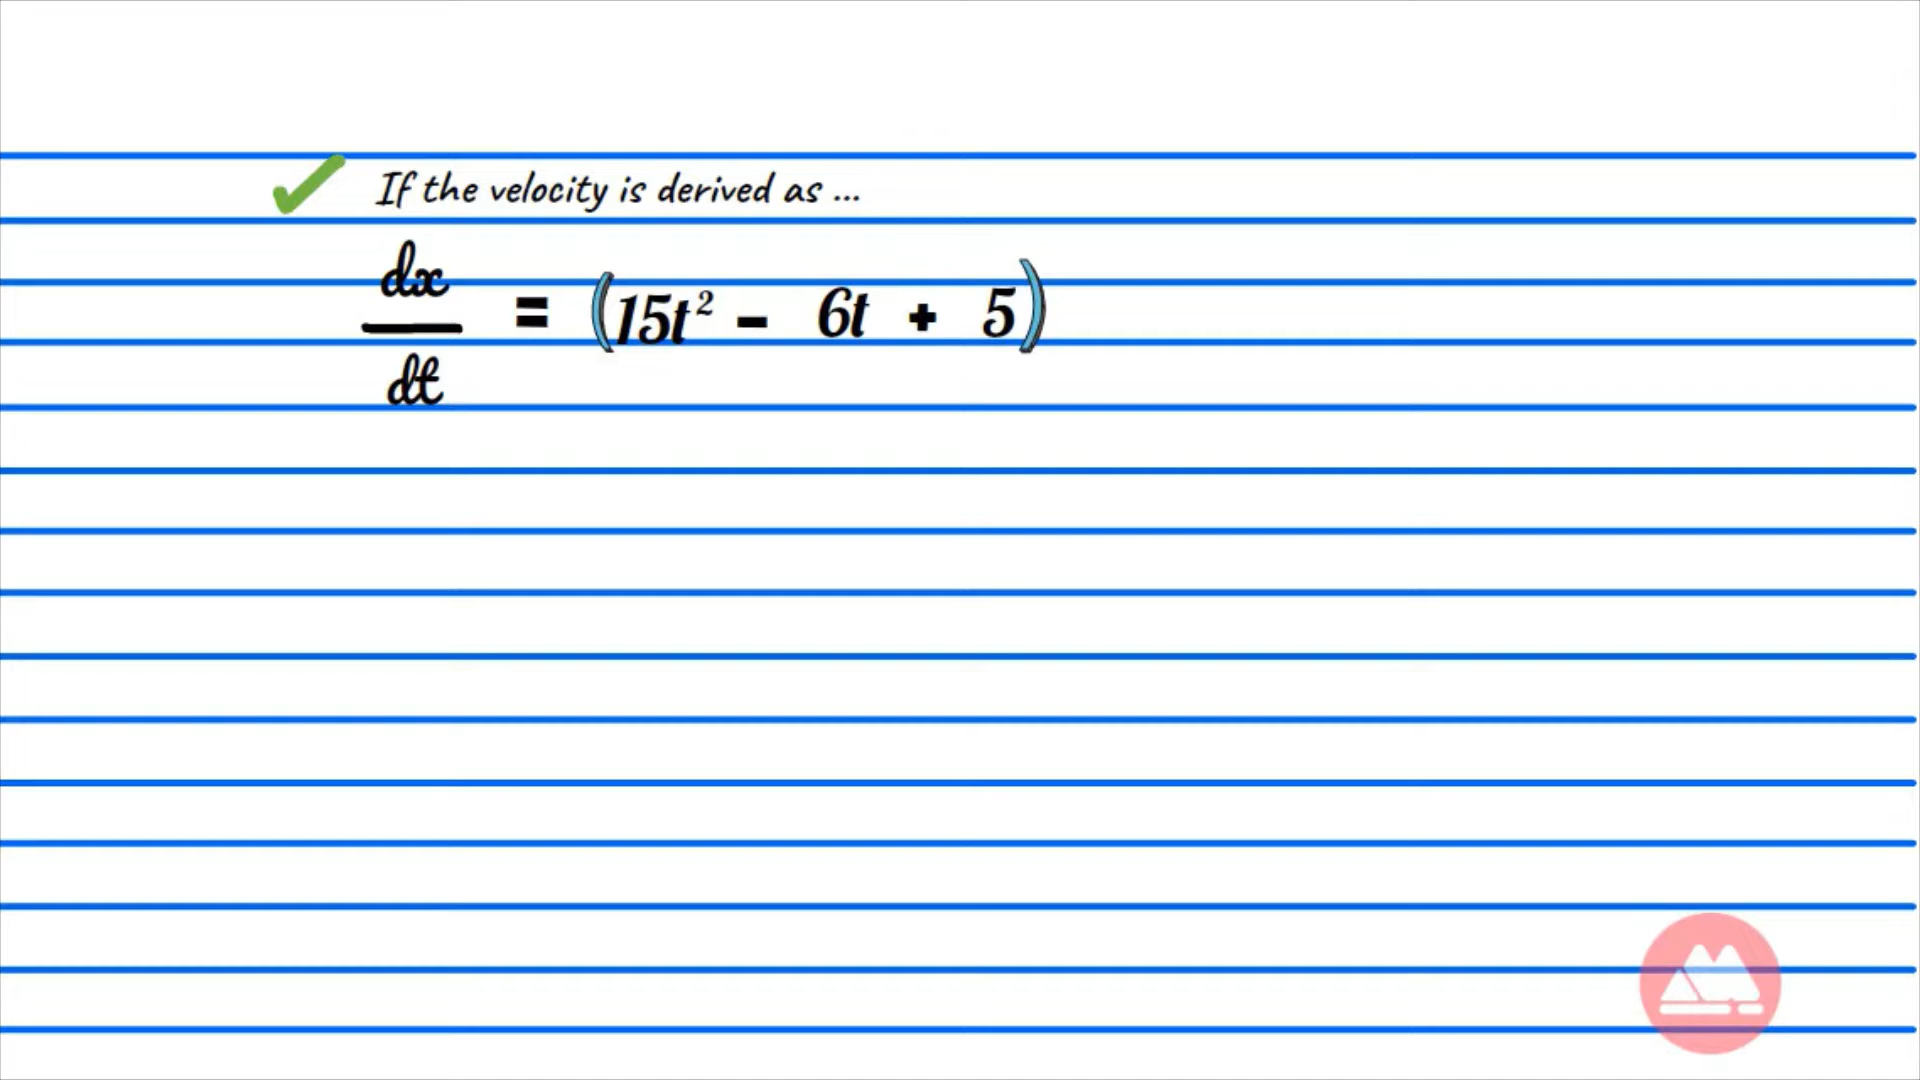 If the velocity is derived as ...
dx
= (15t² - 6t + 5)
dt